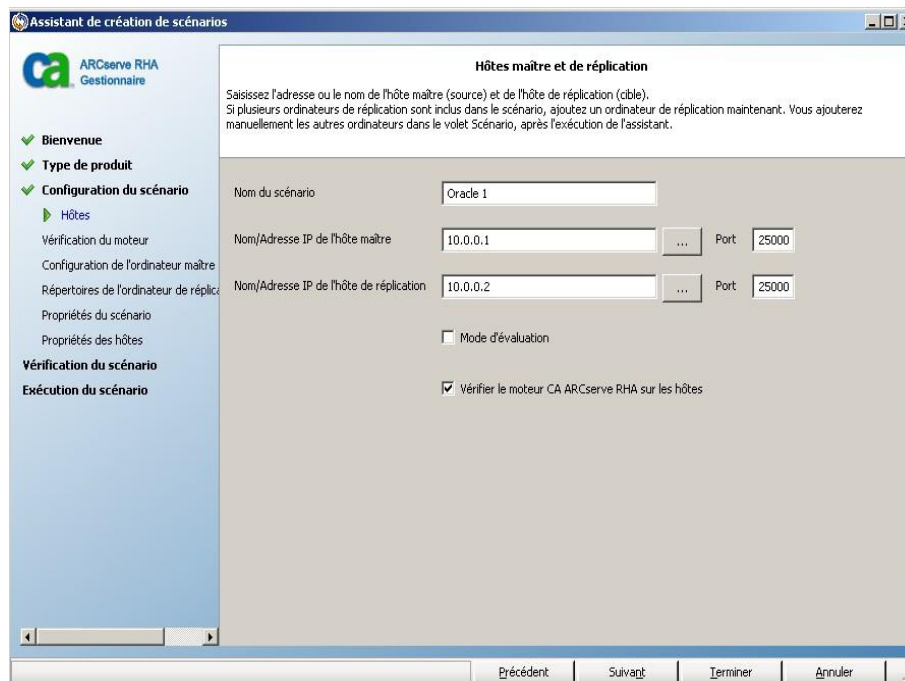 Assistant de création de scénarios
ca
ARCserve RHA
Gestionnaire
Bienvenue
Type de produit
Configuration du scénario
Hôtes
Vérification du moteur
Configuration de l'ordinateur maître
Répertoires de l'ordinateur de réplica
Propriétés du scénario
Propriétés des hôtes
Vérification du scénario
Exécution du scénario
Hôtes maître et de réplication
Saisissez l'adresse ou le nom de l'hôte maître (source) et de l'hôte de réplication (cible).
Si plusieurs ordinateurs de réplication sont inclus dans le scénario, ajoutez un ordinateur de réplication maintenant. Vous ajouterez
manuellement les autres ordinateurs dans le volet Scénario, après l'exécution de l'assistant.
Nom du scénario Oracle 1
Nom/Adresse IP de l'hôte maître 10.0.0.1 ... Port 25000
Nom/Adresse IP de l'hôte de réplication 10.0.0.2 ... Port 25000
Mode d'évaluation
Vérifier le moteur CA ARCserve RHA sur les hôtes
Précédent Suivant Terminer Annuler